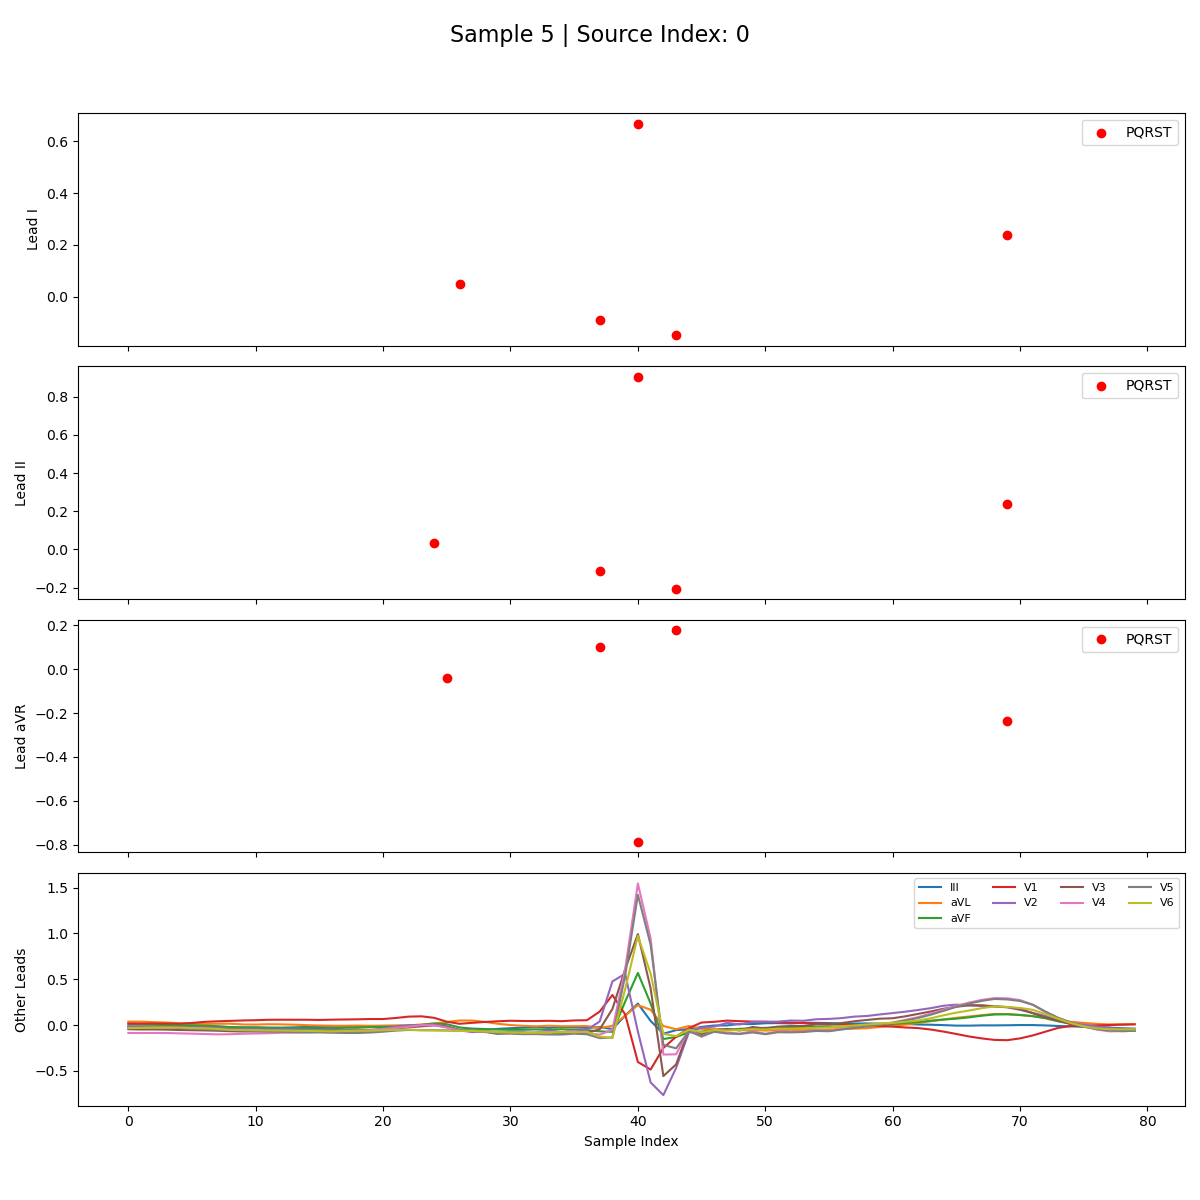 Sample 5 | Source Index: 0
Lead I
0.6
0.4
0.2
0.0
PQRST
Lead II
0.8
0.6
0.4
0.2
0.0
−0.2
PQRST
Lead aVR
0.2
0.0
−0.2
−0.4
−0.6
−0.8
PQRST
Other Leads
1.5
1.0
0.5
0.0
−0.5
III V1 V3 V5
aVL V2 V4 V6
aVF
0 10 20 30 40 50 60 70 80
Sample Index